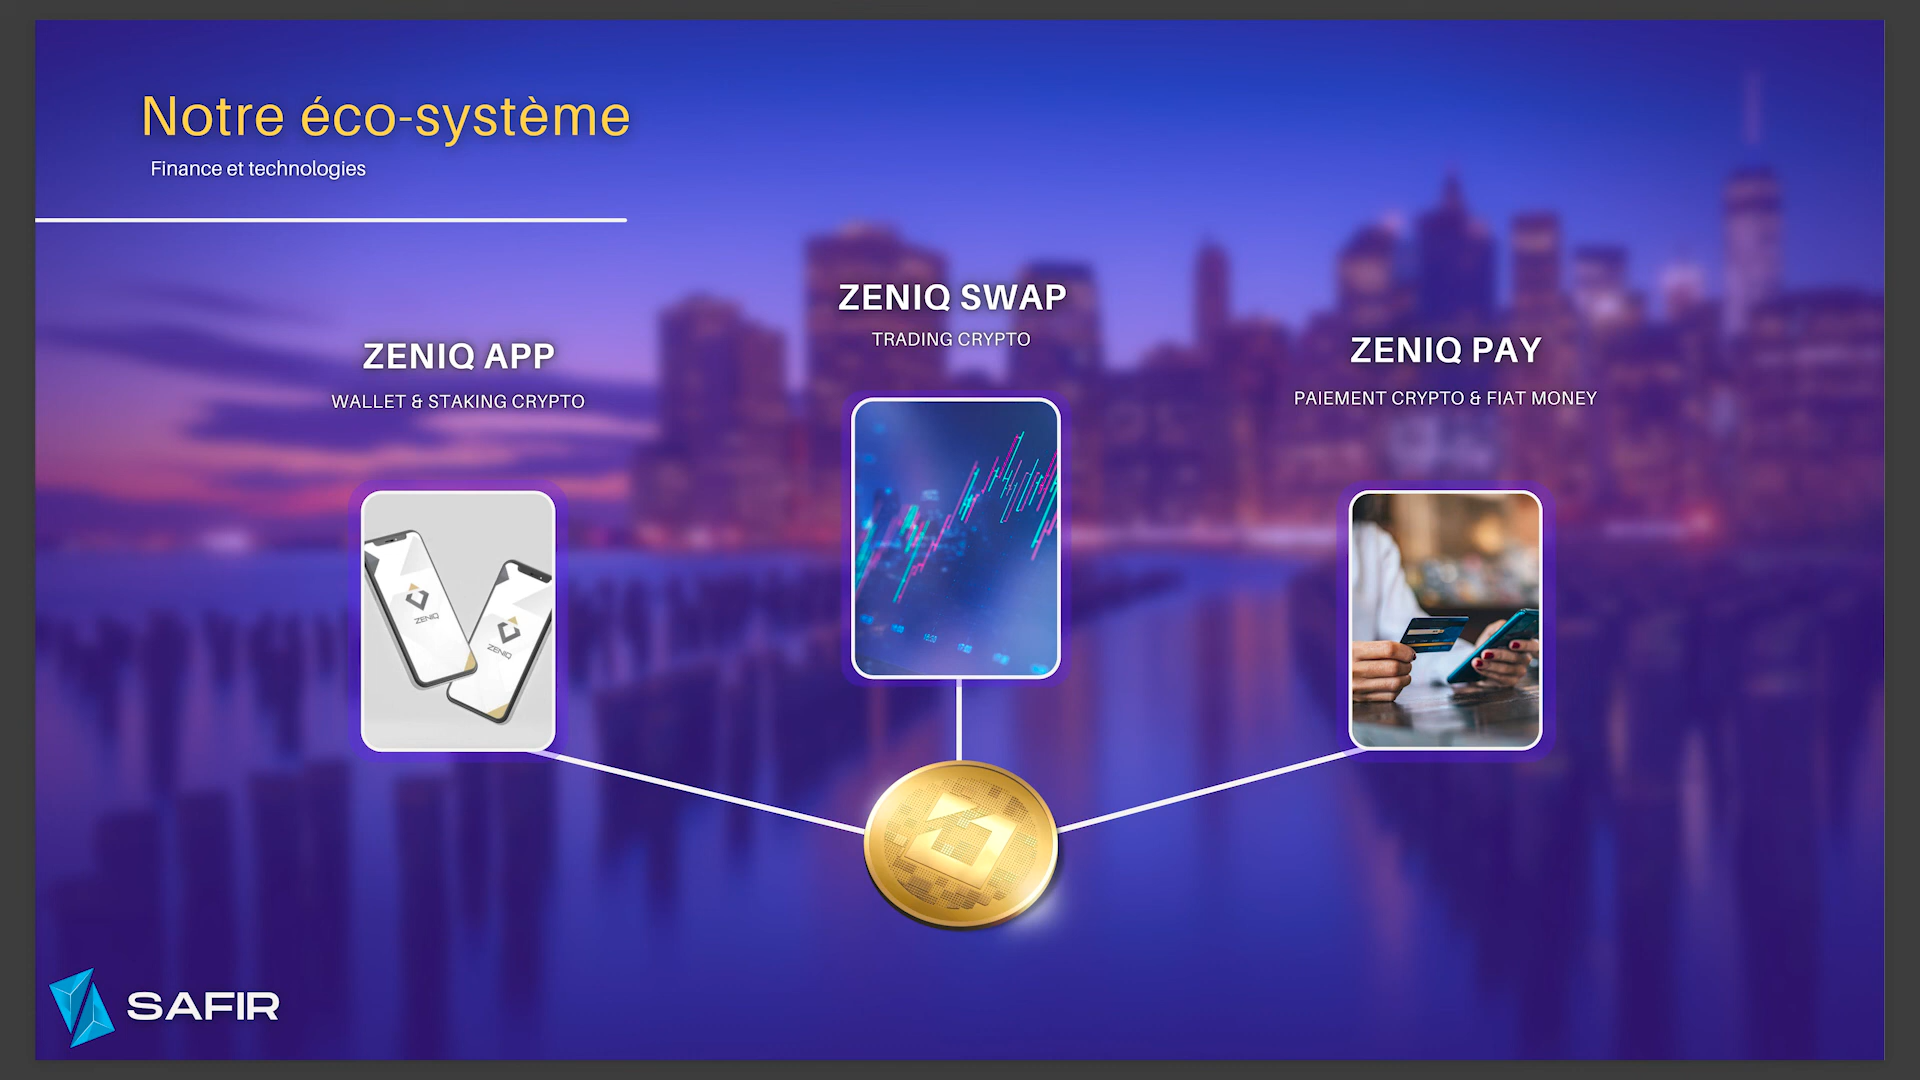 Notre éco-système
Finance et technologies
ZENIQ SWAP
TRADING CRYPTO
ZENIQ APP
WALLET & STAKING CRYPTO
ZENIQ PAY
PAIEMENT CRYPTO & FIAT MONEY
ZENIQ
ZENIQ
SAFIR